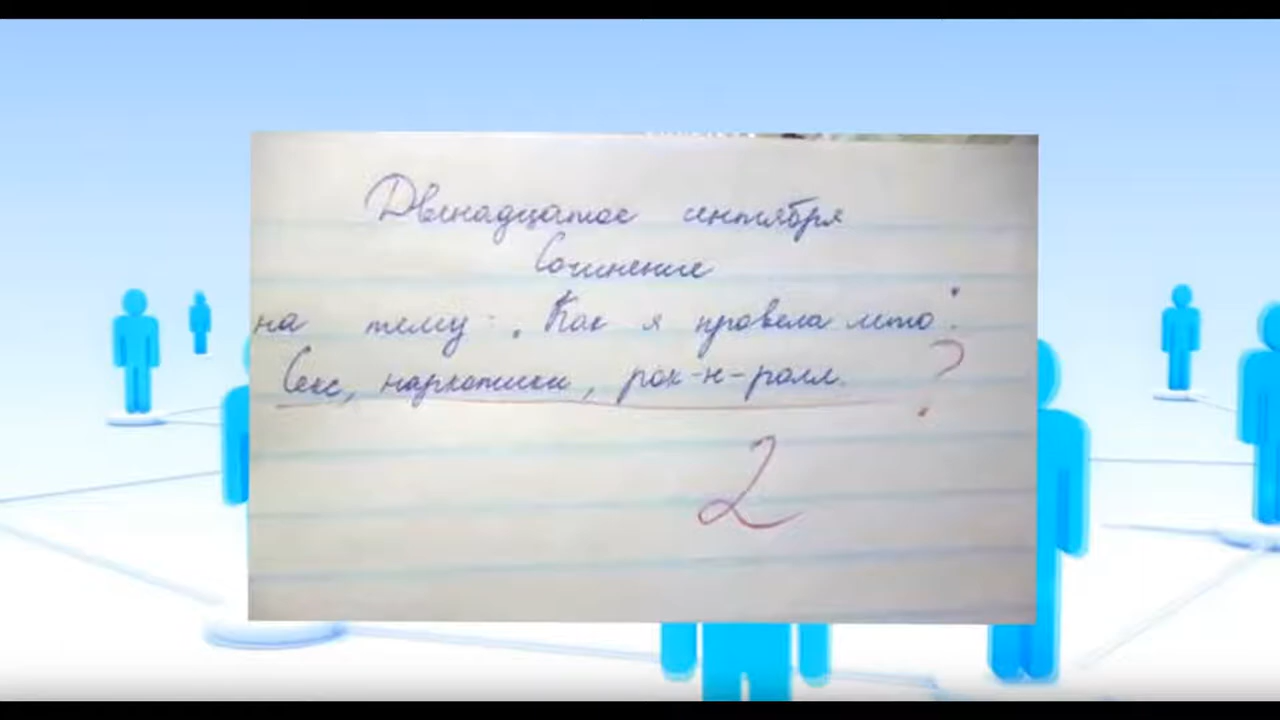 Двенадцатое сентября
Сочинение
на тему: „Как я провела лето".
Секс, наркотики, рок-н-ролл. ?
2